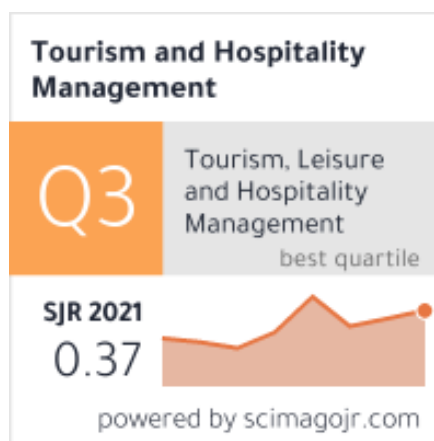 Tourism and Hospitality
Management
Q3
Tourism, Leisure
and Hospitality
Management
best quartile
SJR 2021
0.37
powered by scimagojr.com